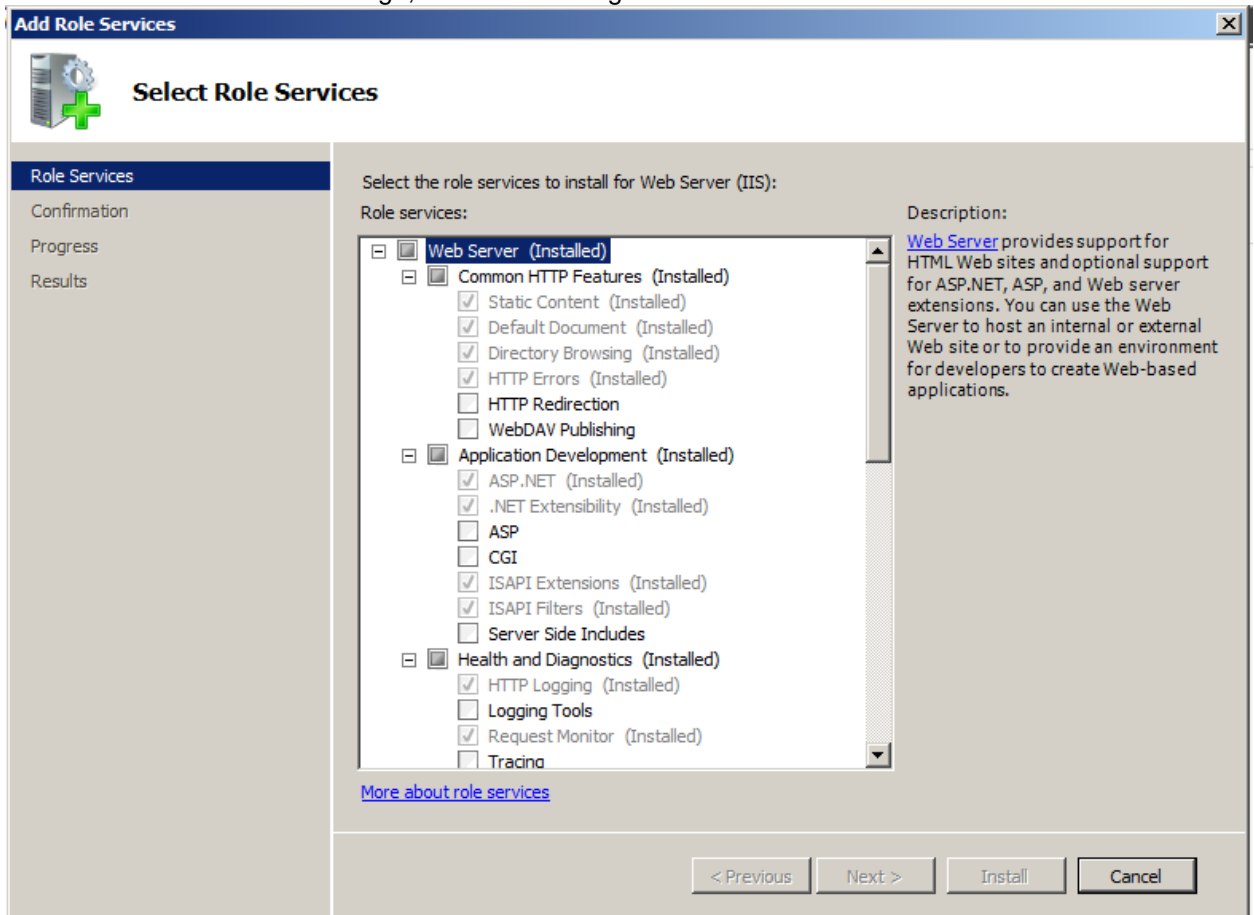 Add Role Services
Select Role Services
Role Services
Confirmation
Progress
Results
Select the role services to install for Web Server (IIS):
Role services:
Web Server (Installed)
Common HTTP Features (Installed)
Static Content (Installed)
Default Document (Installed)
Directory Browsing (Installed)
HTTP Errors (Installed)
HTTP Redirection
WebDAV Publishing
Application Development (Installed)
ASP.NET (Installed)
.NET Extensibility (Installed)
ASP
CGI
ISAPI Extensions (Installed)
ISAPI Filters (Installed)
Server Side Includes
Health and Diagnostics (Installed)
HTTP Logging (Installed)
Logging Tools
Request Monitor (Installed)
Tracing
More about role services
Description:
Web Server provides support for
HTML Web sites and optional support
for ASP.NET, ASP, and Web server
extensions. You can use the Web
Server to host an internal or external
Web site or to provide an environment
for developers to create Web-based
applications.
< Previous
Next >
Install
Cancel